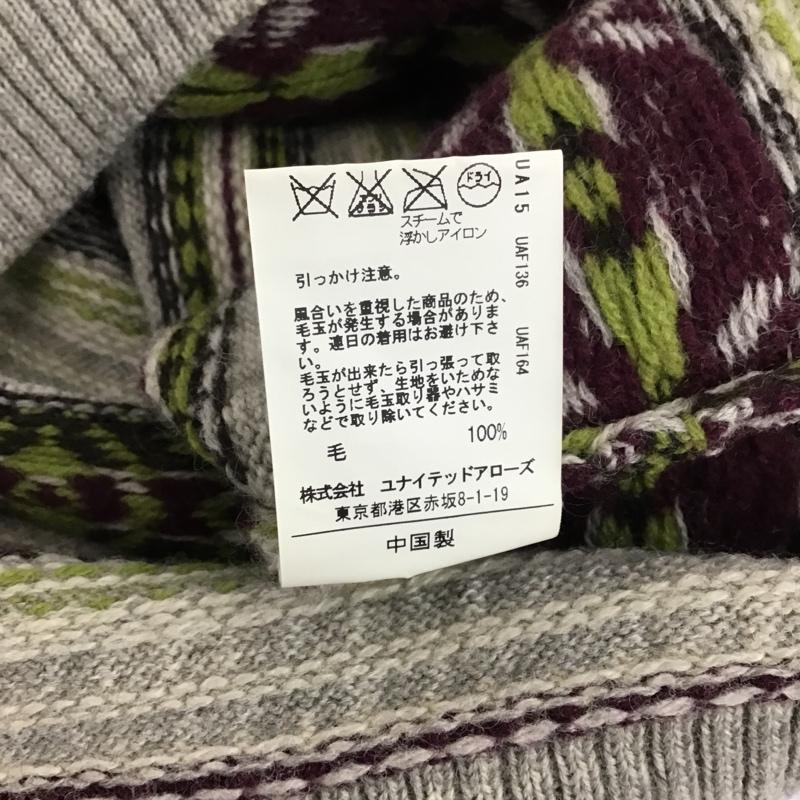 エンソ
サラシ
ドライ
スチームで
浮かしアイロン
引っかけ注意。
風合いを重視した商品のため、
毛玉が発生する場合がありま
す。連日の着用はお避け下さ
い。
毛玉が出来たら引っ張って取
ろうとせず、生地をいためな
いように毛玉取り器やハサミ
などで取り除いてください。
毛 100%
株式会社 ユナイテッドアローズ
東京都港区赤坂8-1-19
中国製
UA15 UAF136 UAF164